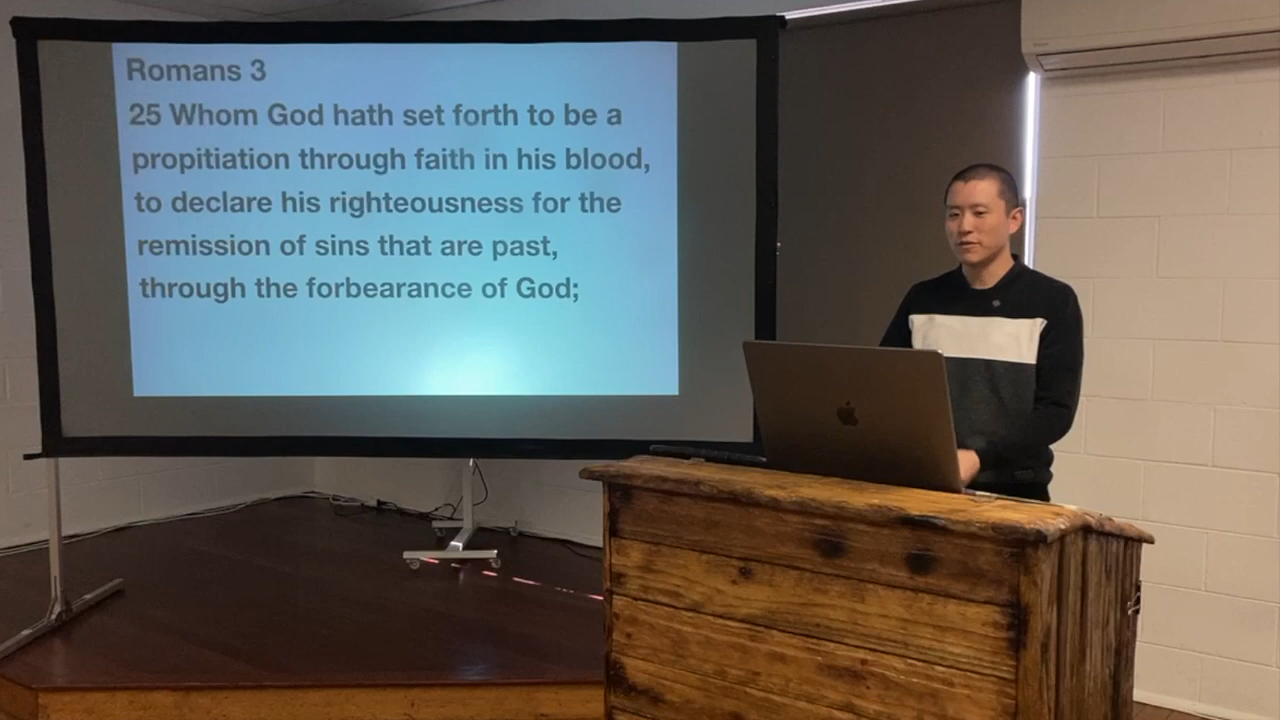 Romans 3
25 Whom God hath set forth to be a
propitiation through faith in his blood,
to declare his righteousness for the
remission of sins that are past,
through the forbearance of God;